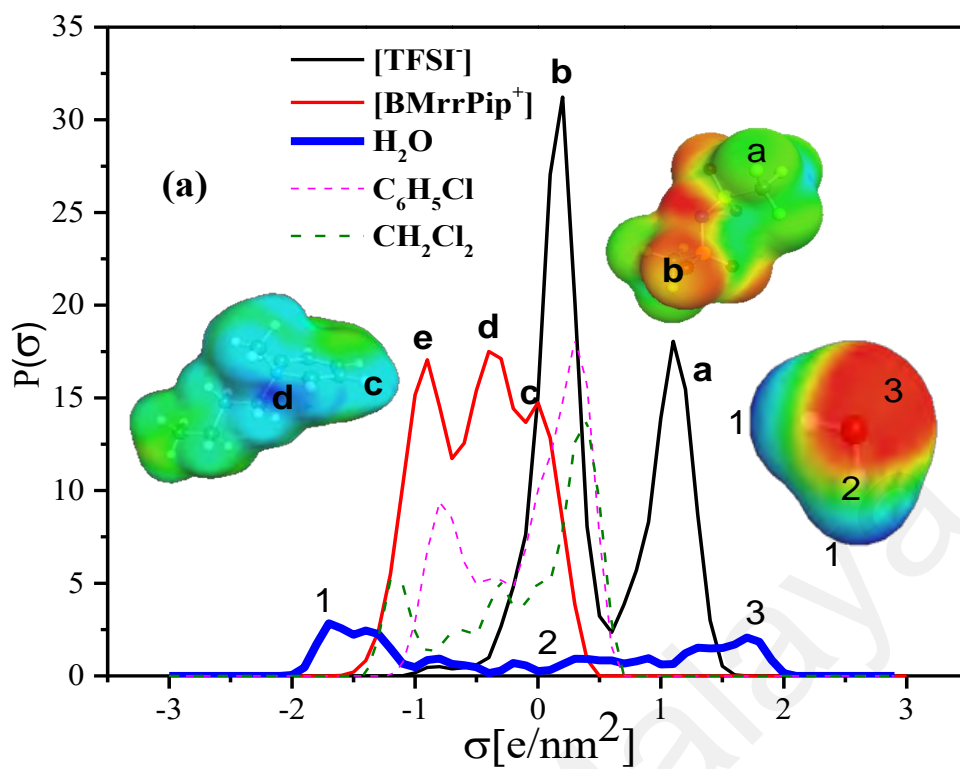 35
30
25
20
15
10
5
0
P(σ)
-3 -2 -1 0 1 2 3
σ[e/nm²]
[TFSI⁻]
[BMrrPip⁺]
H₂O
C₆H₅Cl
CH₂Cl₂
(a)
b
a
b
e
d
c
a
d
c
3
1
2
1
1
2
3
alaya